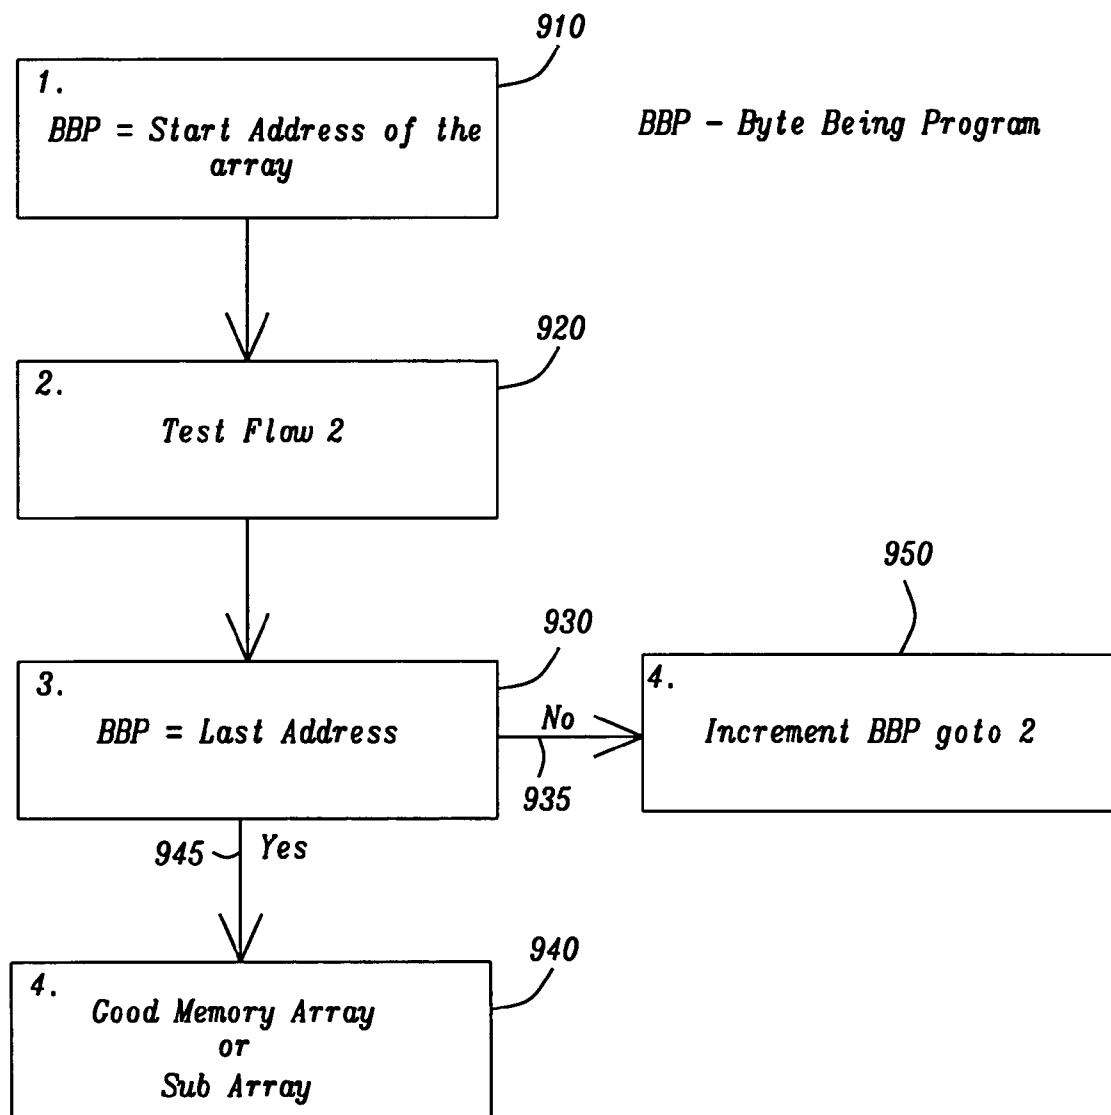 910
1.
BBP = Start Address of the
array
BBP - Byte Being Program
920
2.
Test Flow 2
930
3.
BBP = Last Address
No
935
950
4.
Increment BBP goto 2
945
Yes
940
4.
Good Memory Array
or
Sub Array